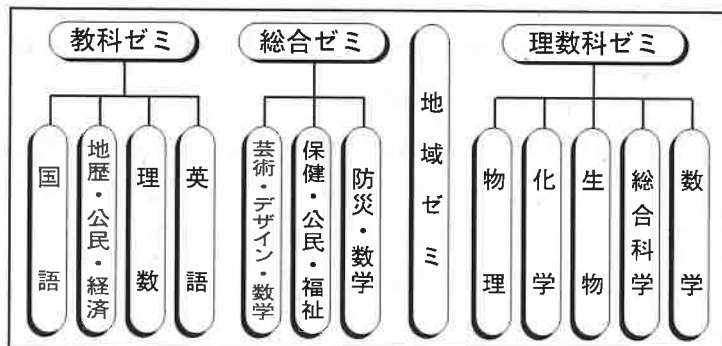 教科ゼミ
国語
地歴・公民・経済
理数
英語
総合ゼミ
芸術・デザイン・数学
保健・公民・福祉
防災・数学
地域ゼミ
理数科ゼミ
物理
化学
生物
総合科学
数学